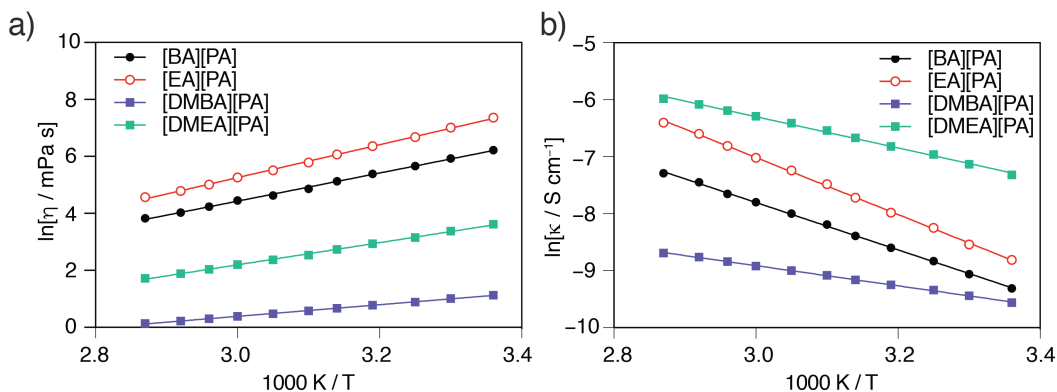 a)
10
8
6
4
2
0
2.8
3.0
3.2
3.4
1000 K / T
ln[η / mPa s]
[BA][PA]
[EA][PA]
[DMBA][PA]
[DMEA][PA]
b)
−6
−7
−8
−9
−10
2.8
3.0
3.2
3.4
1000 K / T
ln[κ / S cm⁻¹]
[BA][PA]
[EA][PA]
[DMBA][PA]
[DMEA][PA]